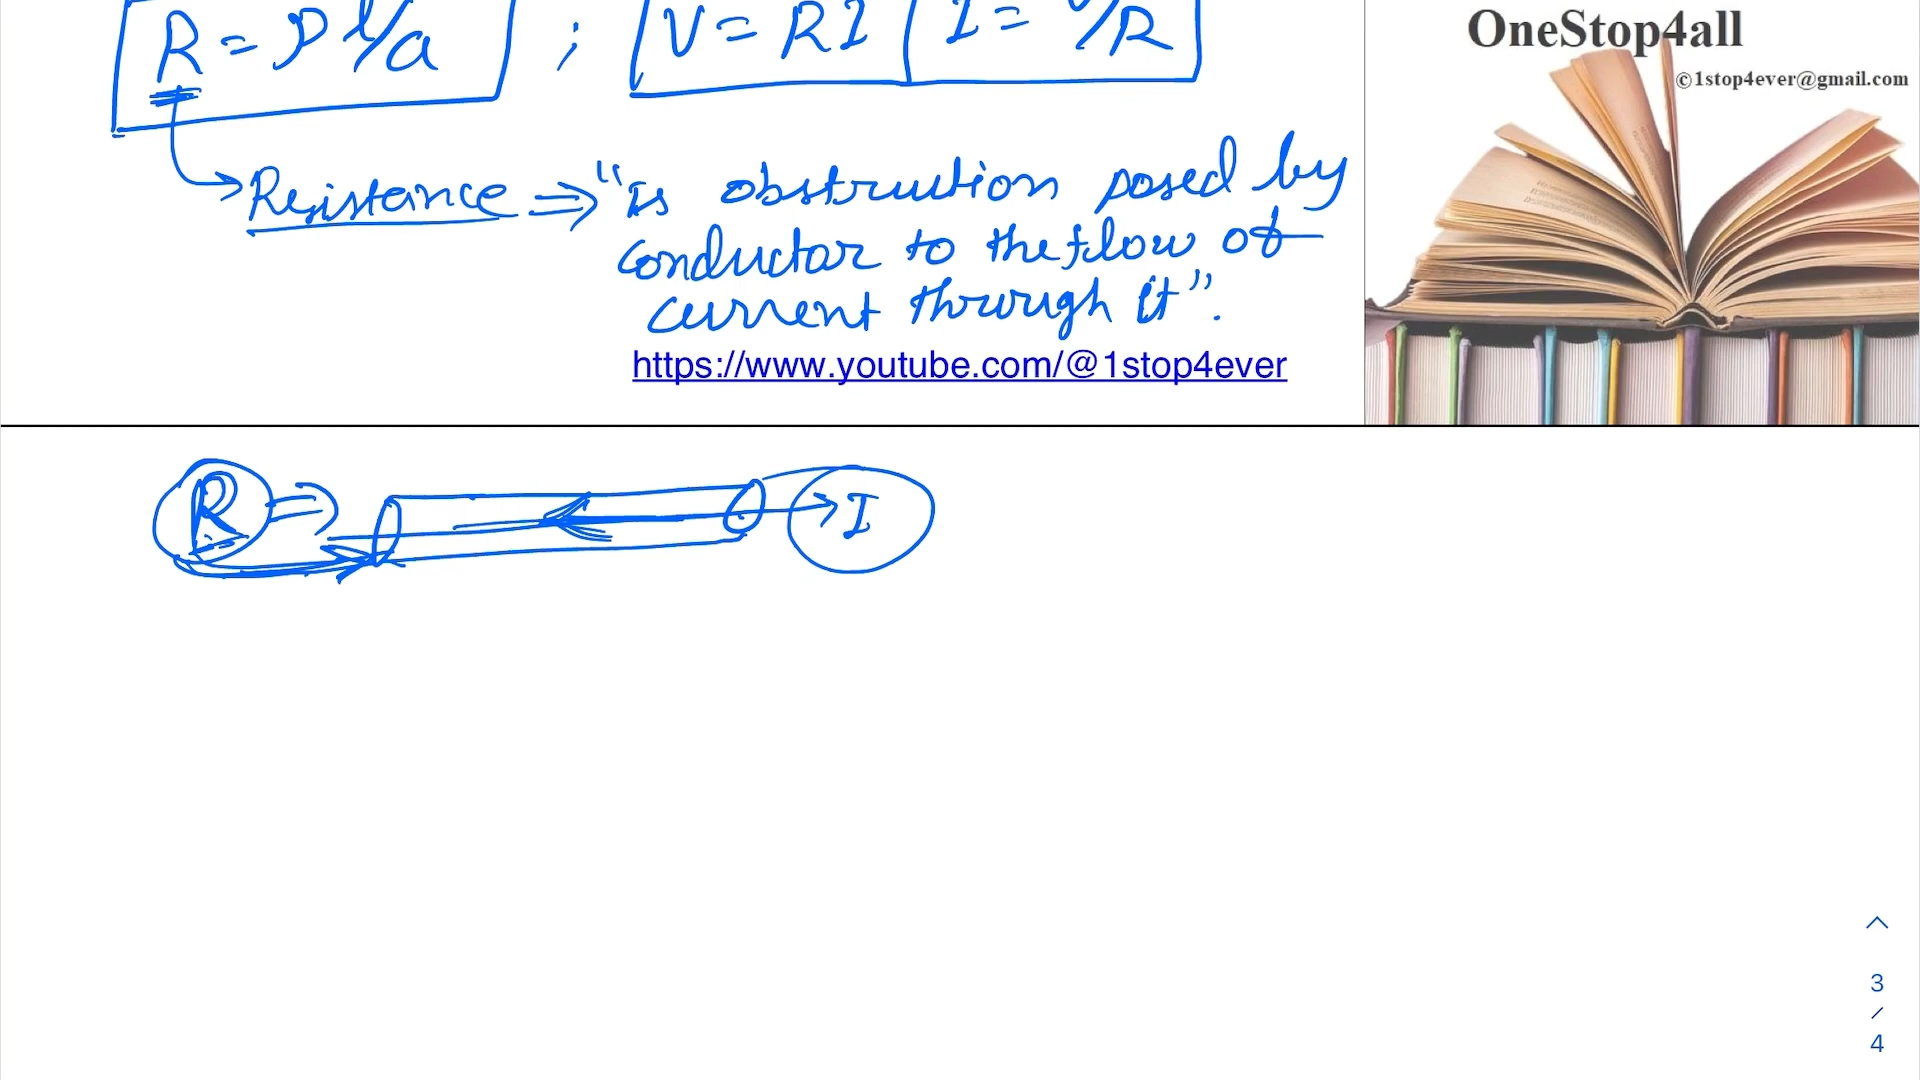 R = ρ l/a ; V = RI I = V/R
OneStop4all
©1stop4ever@gmail.com
Resistance ⇒ "Is obstruction posed by
conductor to the flow of
current through it".
https://www.youtube.com/@1stop4ever
R ⇒ I
3
/
4